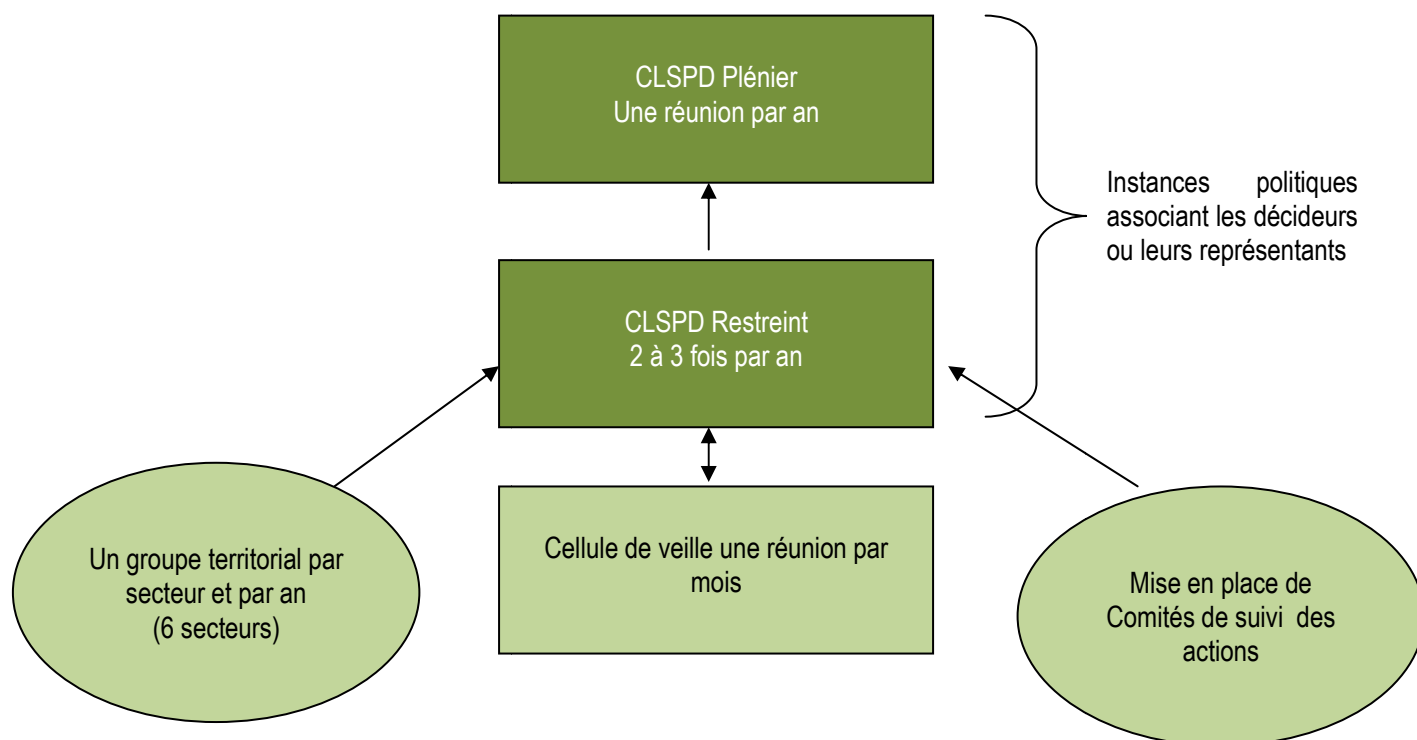 CLSPD Plénier
Une réunion par an
Instances politiques
associant les décideurs
ou leurs représentants
CLSPD Restreint
2 à 3 fois par an
Un groupe territorial par
secteur et par an
(6 secteurs)
Cellule de veille une réunion par
mois
Mise en place de
Comités de suivi des
actions